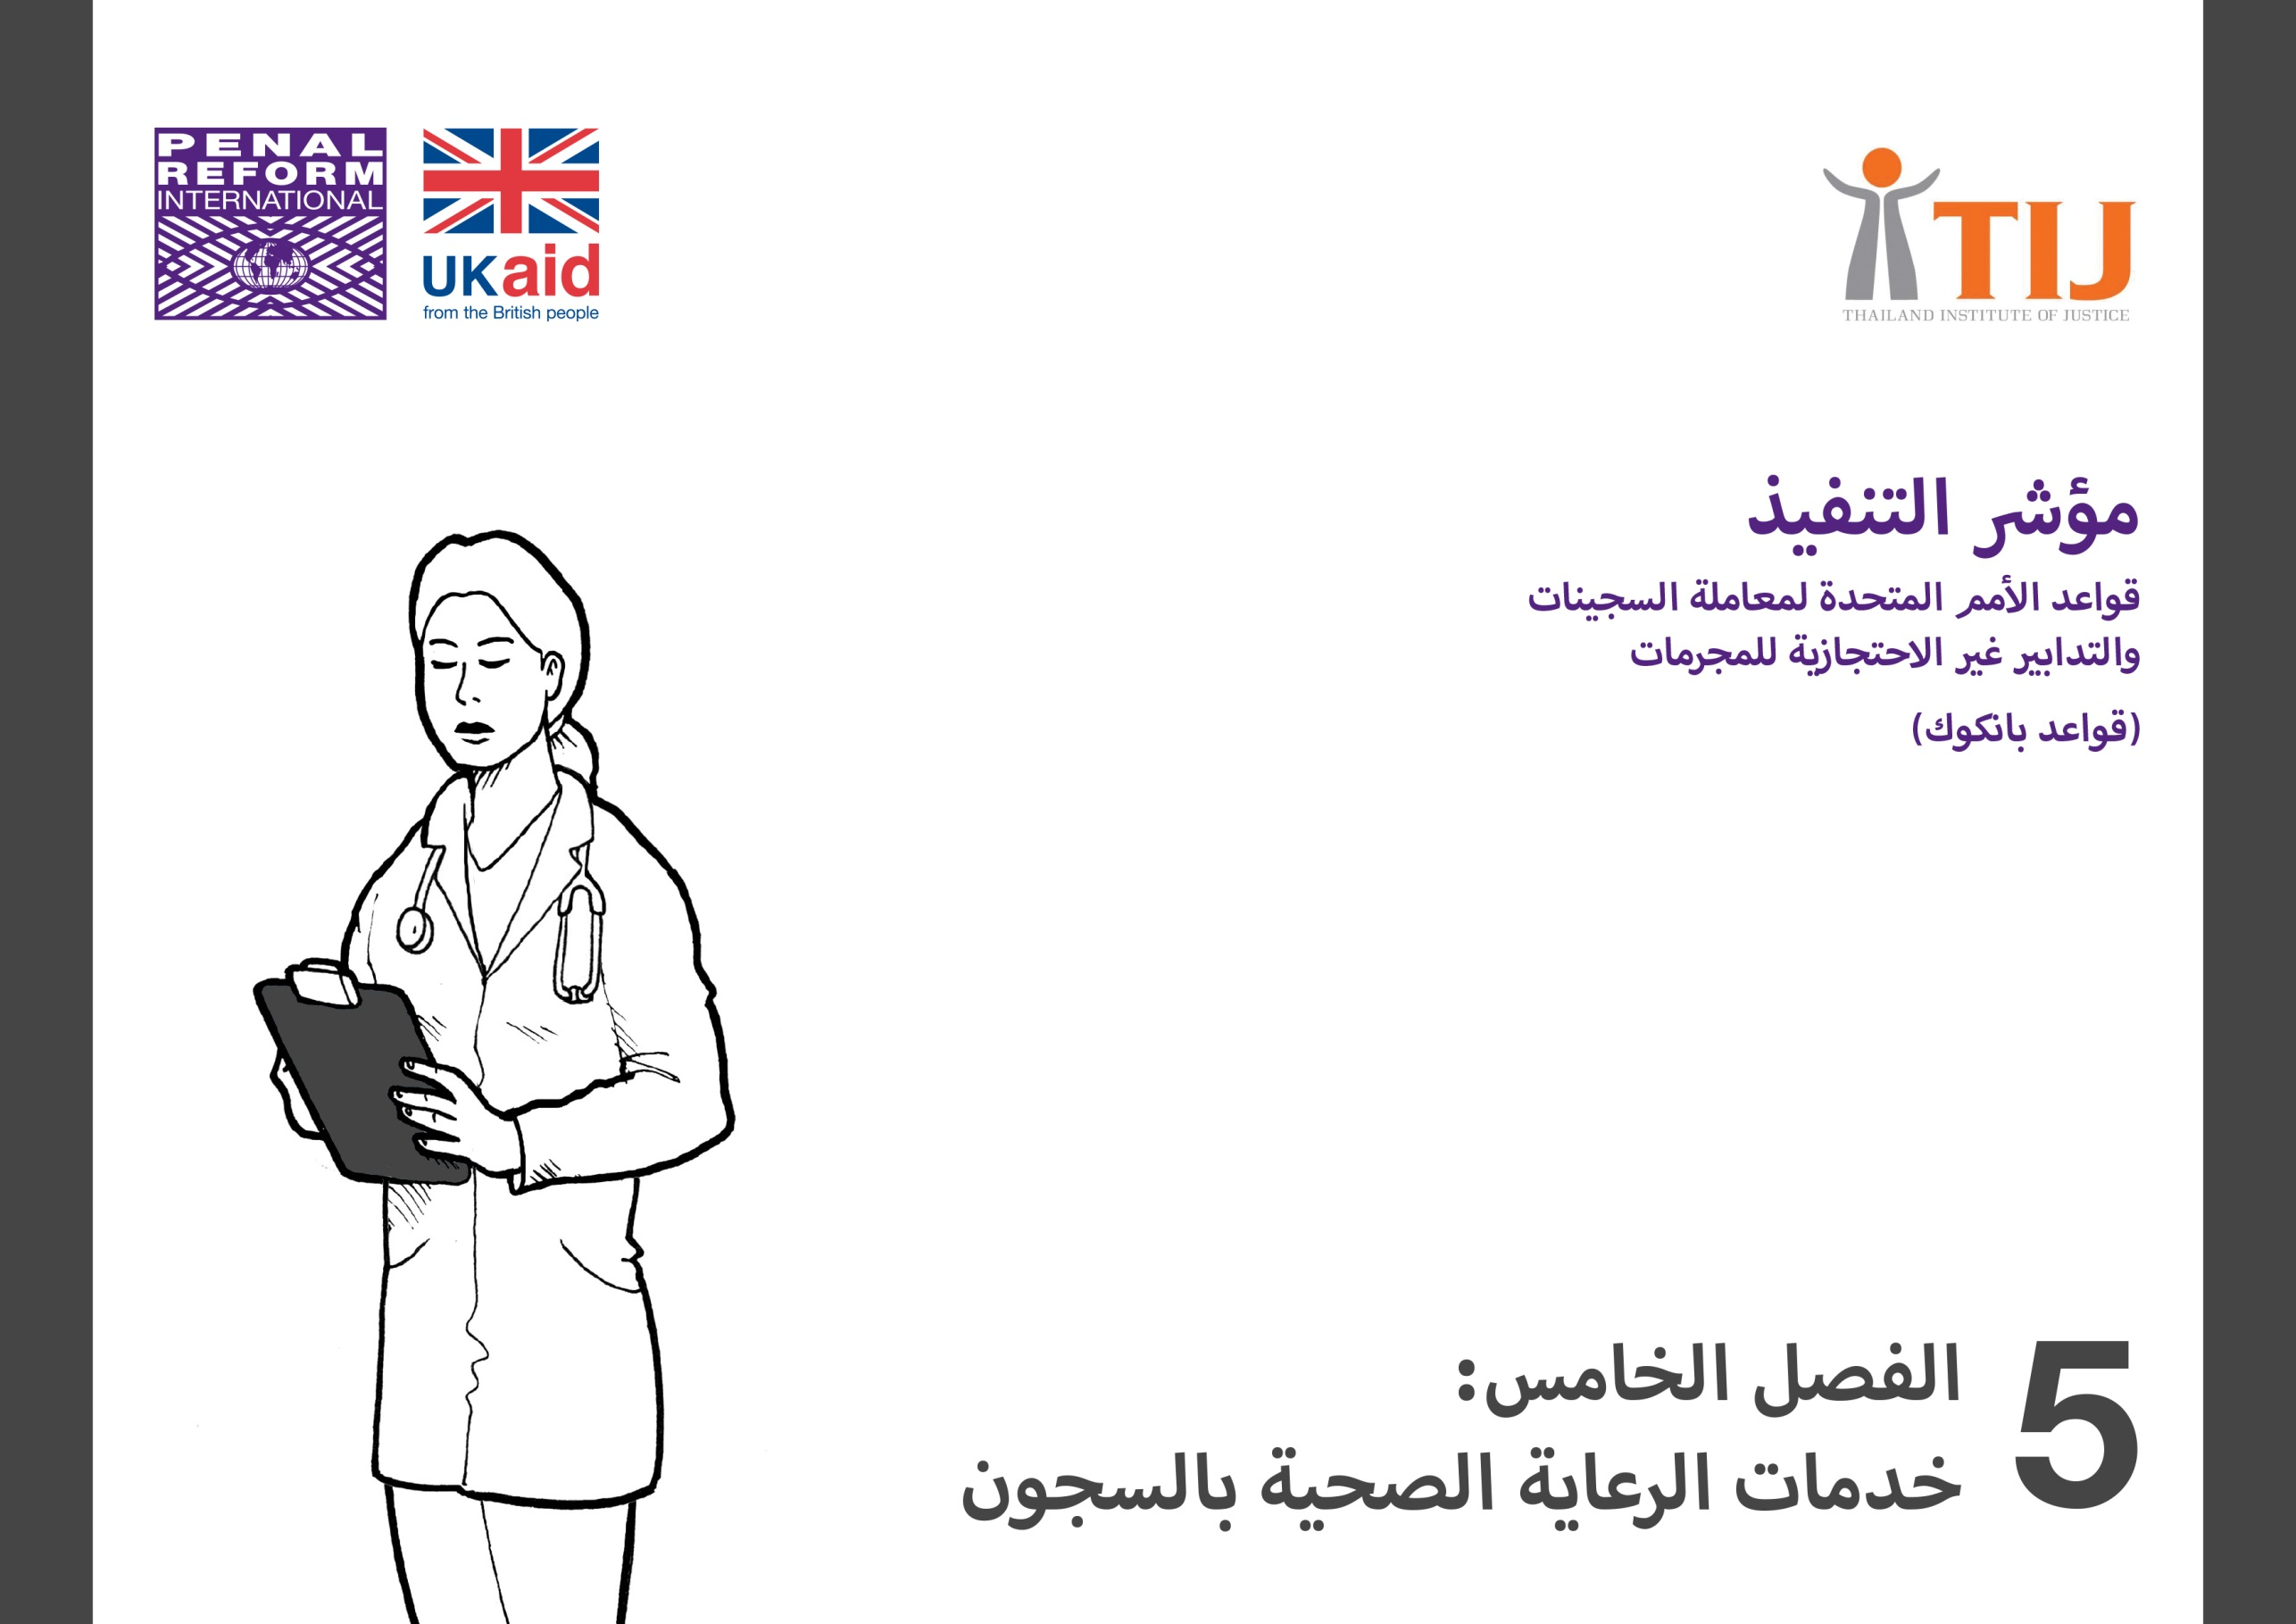 PENAL
REFORM
INTERNATIONAL
UKaid
from the British people
TIJ
THAILAND INSTITUTE OF JUSTICE
مؤشر التنفيذ
قواعد الأمم المتحدة لمعاملة السجينات
والتدابير غير الاحتجازية للمجرمات
(قواعد بانكوك)
5
الفصل الخامس:
خدمات الرعاية الصحية بالسجون